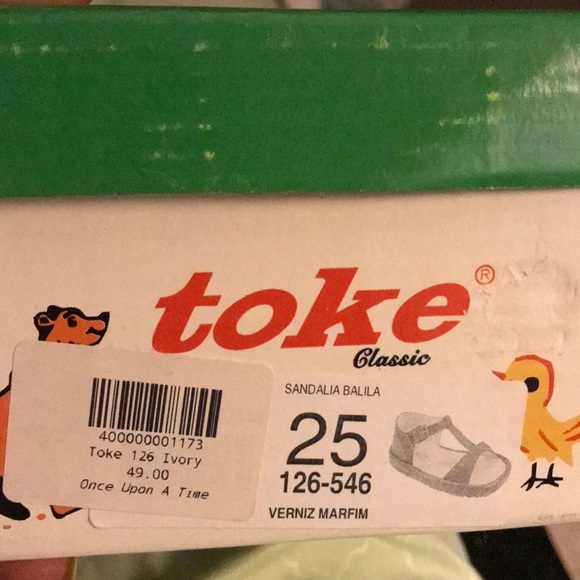 toke®
Classic
SANDALIA BALILA
25
126-546
VERNIZ MARFIM
400000001173
Toke 126 Ivory
49.00
Once Upon A Time